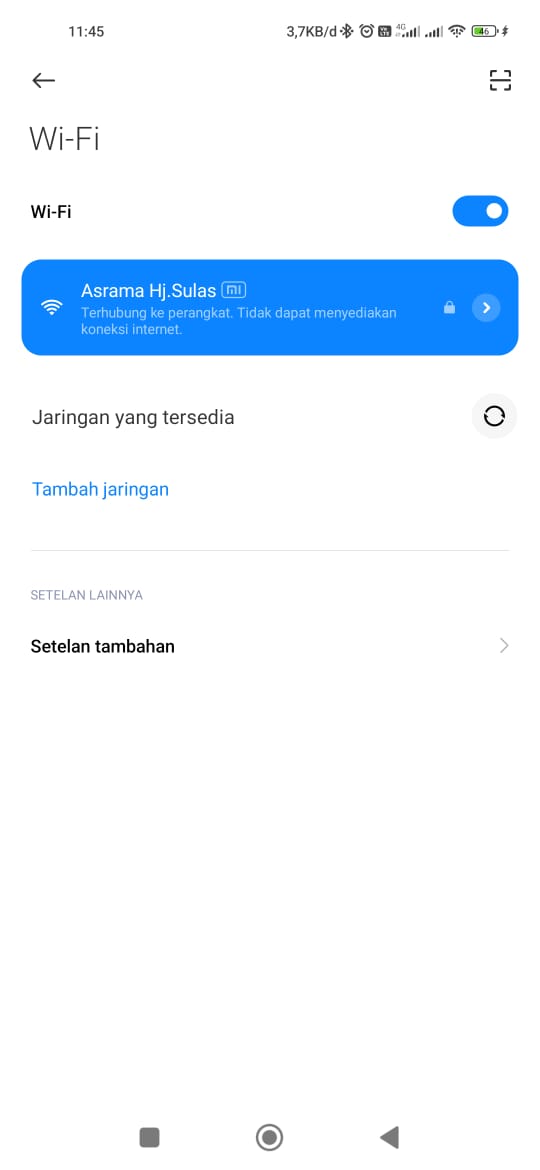 11:45
3,7KB/d
4G
46
Wi-Fi
Wi-Fi
Asrama Hj.Sulas mi
Terhubung ke perangkat. Tidak dapat menyediakan
koneksi internet.
Jaringan yang tersedia
Tambah jaringan
SETELAN LAINNYA
Setelan tambahan